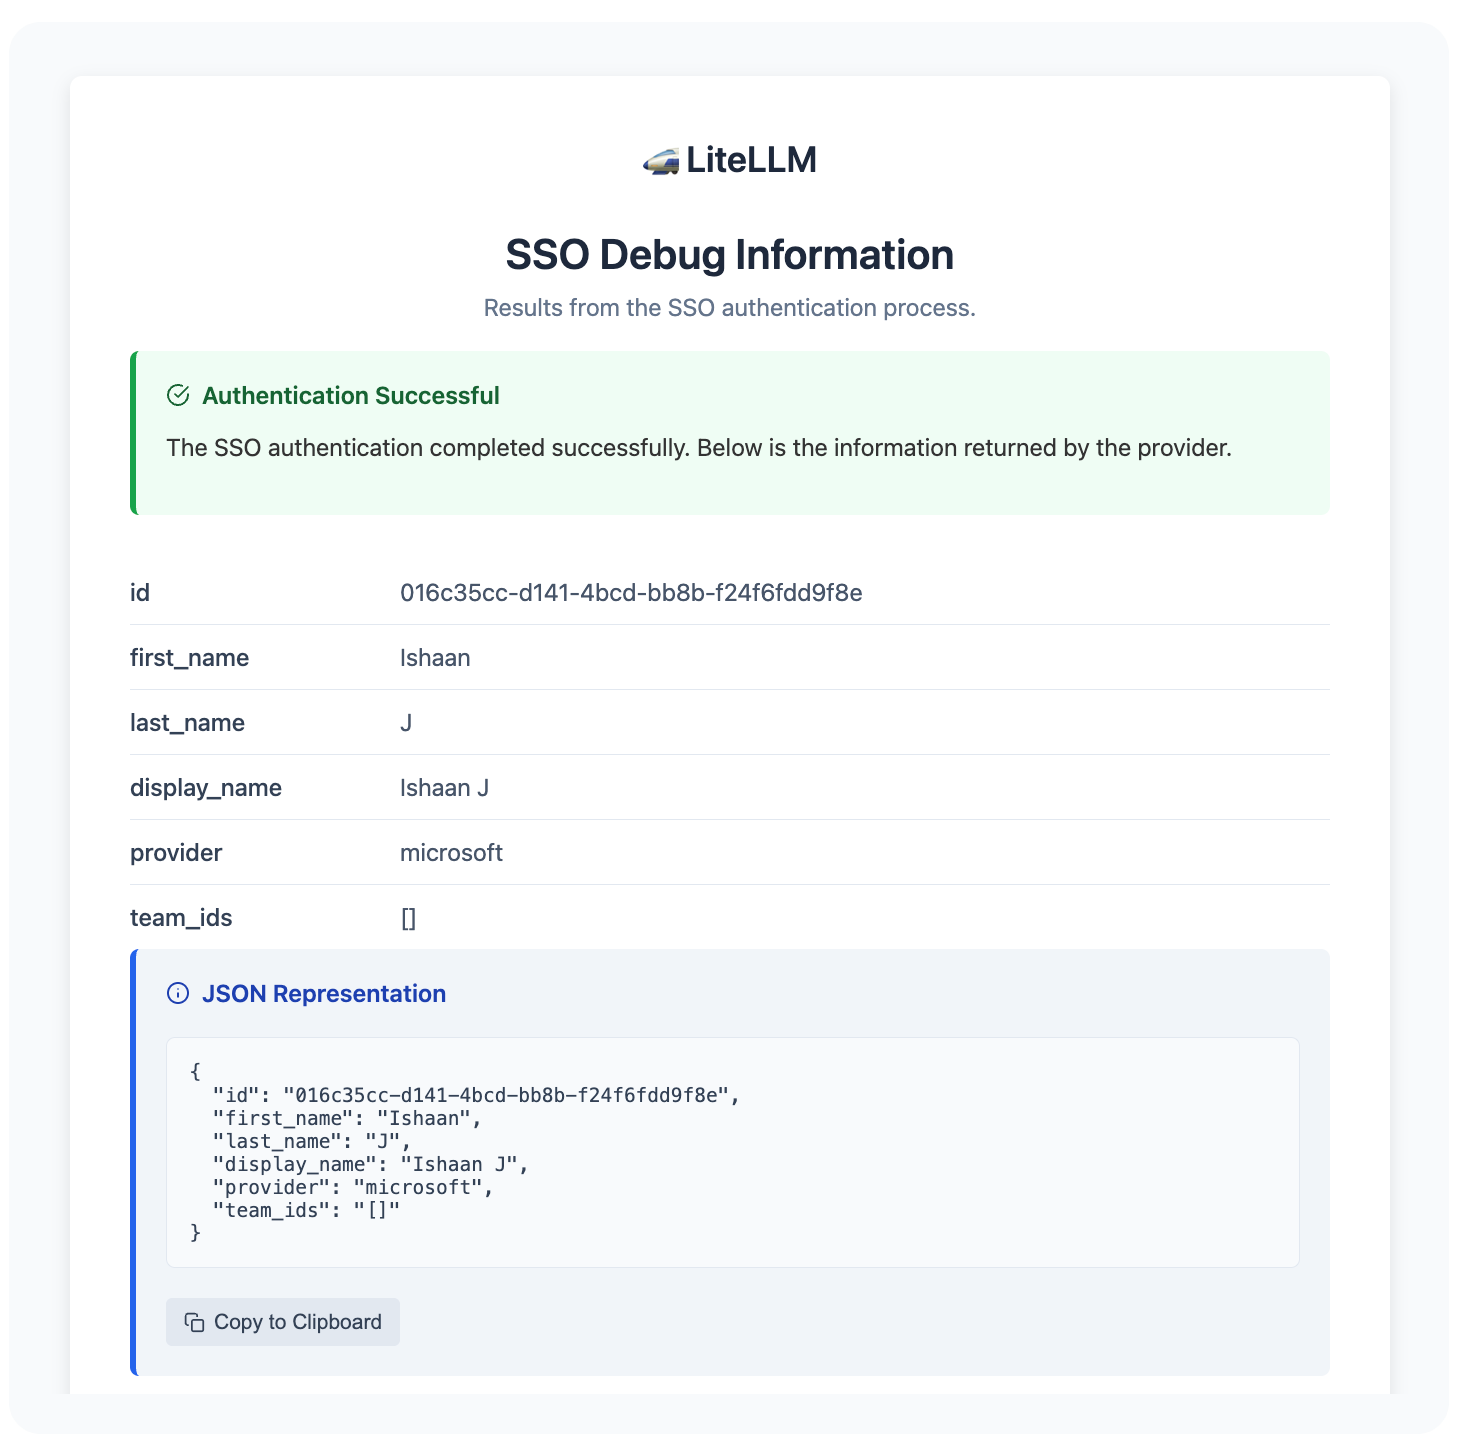 LiteLLM
SSO Debug Information
Results from the SSO authentication process.
Authentication Successful
The SSO authentication completed successfully. Below is the information returned by the provider.
id 016c35cc-d141-4bcd-bb8b-f24f6fdd9f8e
first_name Ishaan
last_name J
display_name Ishaan J
provider microsoft
team_ids []
JSON Representation
{
  "id": "016c35cc-d141-4bcd-bb8b-f24f6fdd9f8e",
  "first_name": "Ishaan",
  "last_name": "J",
  "display_name": "Ishaan J",
  "provider": "microsoft",
  "team_ids": "[]"
}
Copy to Clipboard